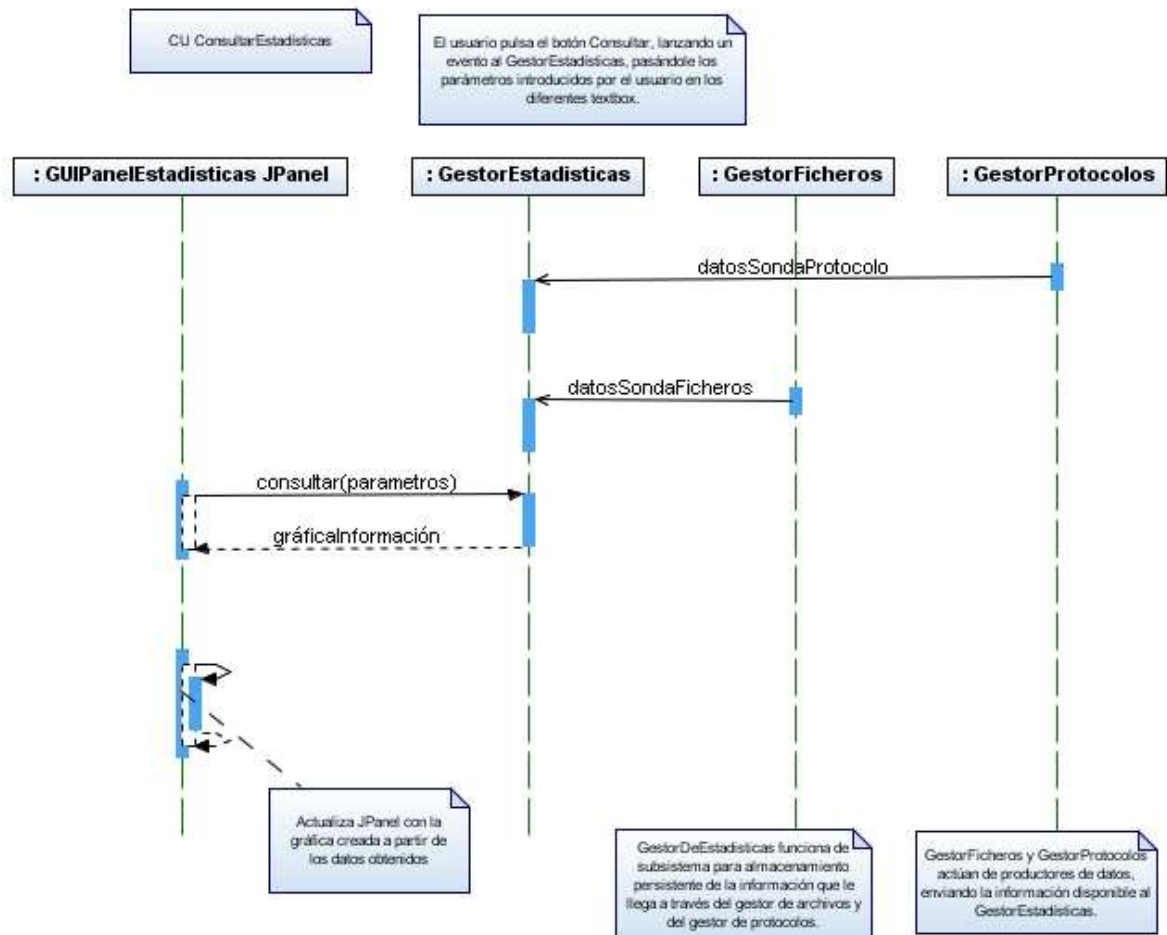 CU ConsultarEstadísticas
El usuario pulsa el botón Consultar, lanzando un
evento al GestorEstadísticas, pasándole los
parámetros introducidos por el usuario en los
diferentes textbox.
: GUIPanelEstadisticas JPanel
: GestorEstadisticas
: GestorFicheros
: GestorProtocolos
datosSondaProtocolo
datosSondaFicheros
consultar(parametros)
gráficaInformación
Actualiza JPanel con la
gráfica creada a partir de
los datos obtenidos
GestorDeEstadisticas funciona de
subsistema para almacenamiento
persistente de la información que le
llega a través del gestor de archivos y
del gestor de protocolos.
GestorFicheros y GestorProtocolos
actúan de productores de datos,
enviando la información disponible al
GestorEstadísticas.